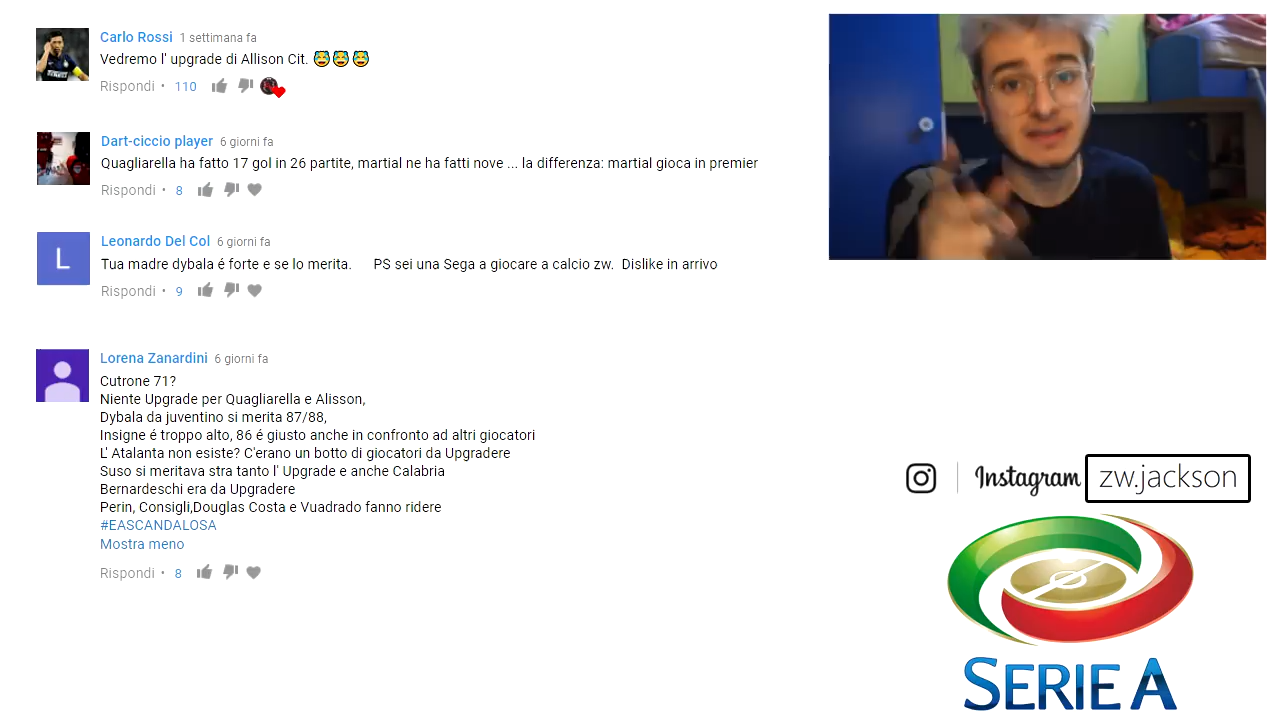 Carlo Rossi 1 settimana fa
Vedremo l' upgrade di Allison Cit. 😅😅😅
Rispondi • 110
Dart-ciccio player 6 giorni fa
Quagliarella ha fatto 17 gol in 26 partite, martial ne ha fatti nove ... la differenza: martial gioca in premier
Rispondi • 8
L
Leonardo Del Col 6 giorni fa
Tua madre dybala é forte e se lo merita. PS sei una Sega a giocare a calcio zw. Dislike in arrivo
Rispondi • 9
Lorena Zanardini 6 giorni fa
Cutrone 71?
Niente Upgrade per Quagliarella e Alisson,
Dybala da juventino si merita 87/88,
Insigne é troppo alto, 86 é giusto anche in confronto ad altri giocatori
L' Atalanta non esiste? C'erano un botto di giocatori da Upgradere
Suso si meritava stra tanto l' Upgrade e anche Calabria
Bernardeschi era da Upgradere
Perin, Consigli,Douglas Costa e Vuadrado fanno ridere
#EASCANDALOSA
Mostra meno
Rispondi • 8
Instagram zw.jackson
SERIE A